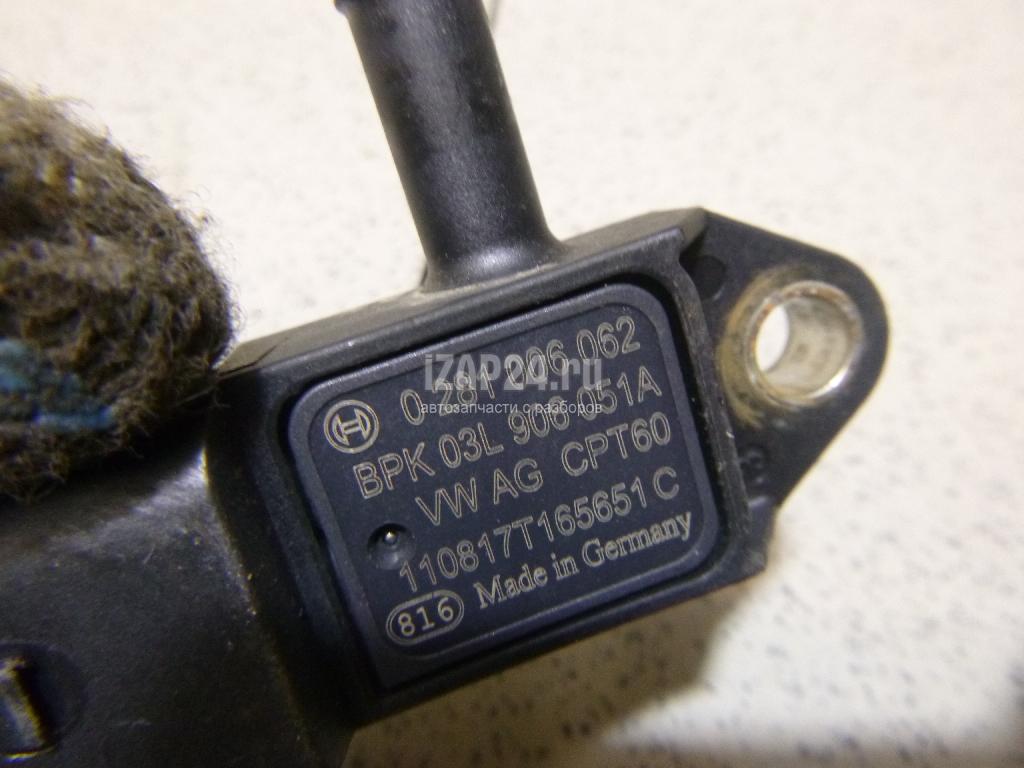 iZAP24.ru
автозапчасти с разборов
0 281 006 062
BPK 03L 906 051A
VW AG CPT60
110817T165651C
816 Made in Germany